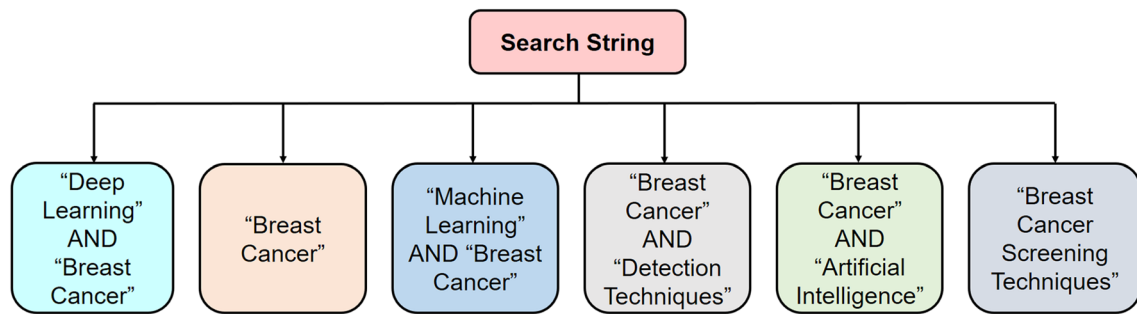 Search String
“Deep
Learning”
AND
“Breast
Cancer”
“Breast
Cancer”
“Machine
Learning”
AND “Breast
Cancer”
“Breast
Cancer”
AND
“Detection
Techniques”
“Breast
Cancer”
AND
“Artificial
Intelligence”
“Breast
Cancer
Screening
Techniques”